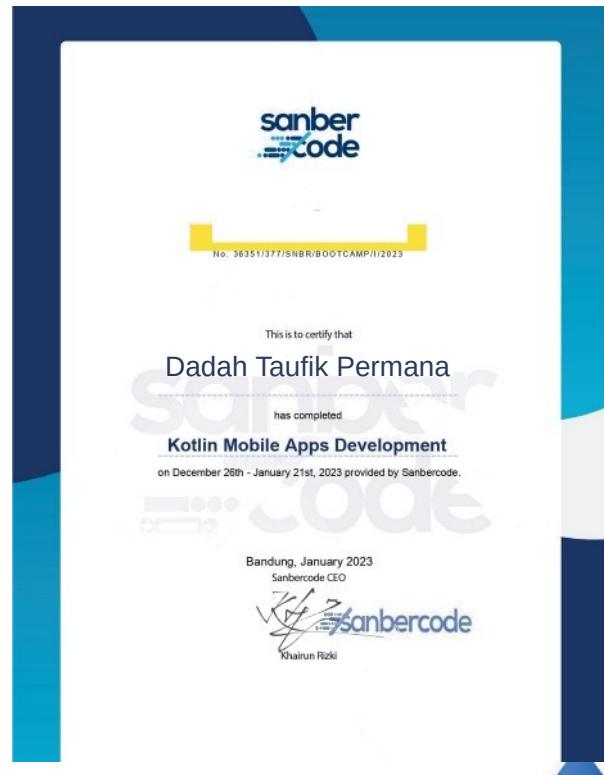 sanber
code
No. 36351/377/SNBR/BOOTCAMP/I/2023
This is to certify that
Dadah Taufik Permana
has completed
Kotlin Mobile Apps Development
on December 26th - January 21st, 2023 provided by Sanbercode.
sanber
code
Bandung, January 2023
Sanbercode CEO
sanbercode
Khairun Rizki